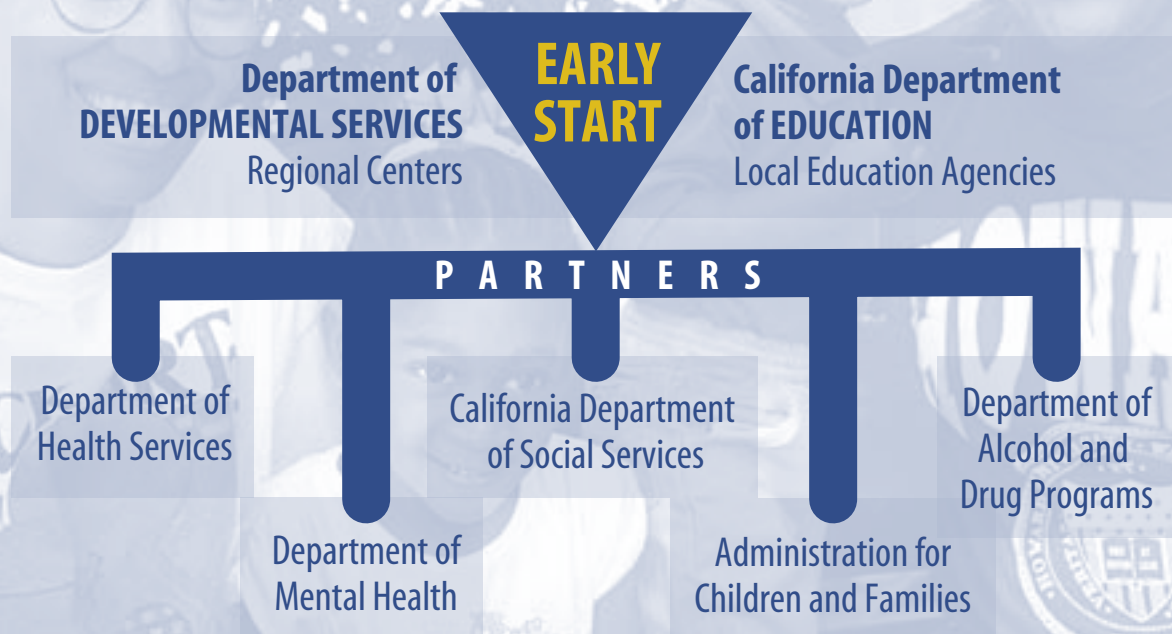 Department of
DEVELOPMENTAL SERVICES
Regional Centers
EARLY
START
California Department
of EDUCATION
Local Education Agencies
PARTNERS
Department of
Health Services
Department of
Mental Health
California Department
of Social Services
Administration for
Children and Families
Department of
Alcohol and
Drug Programs